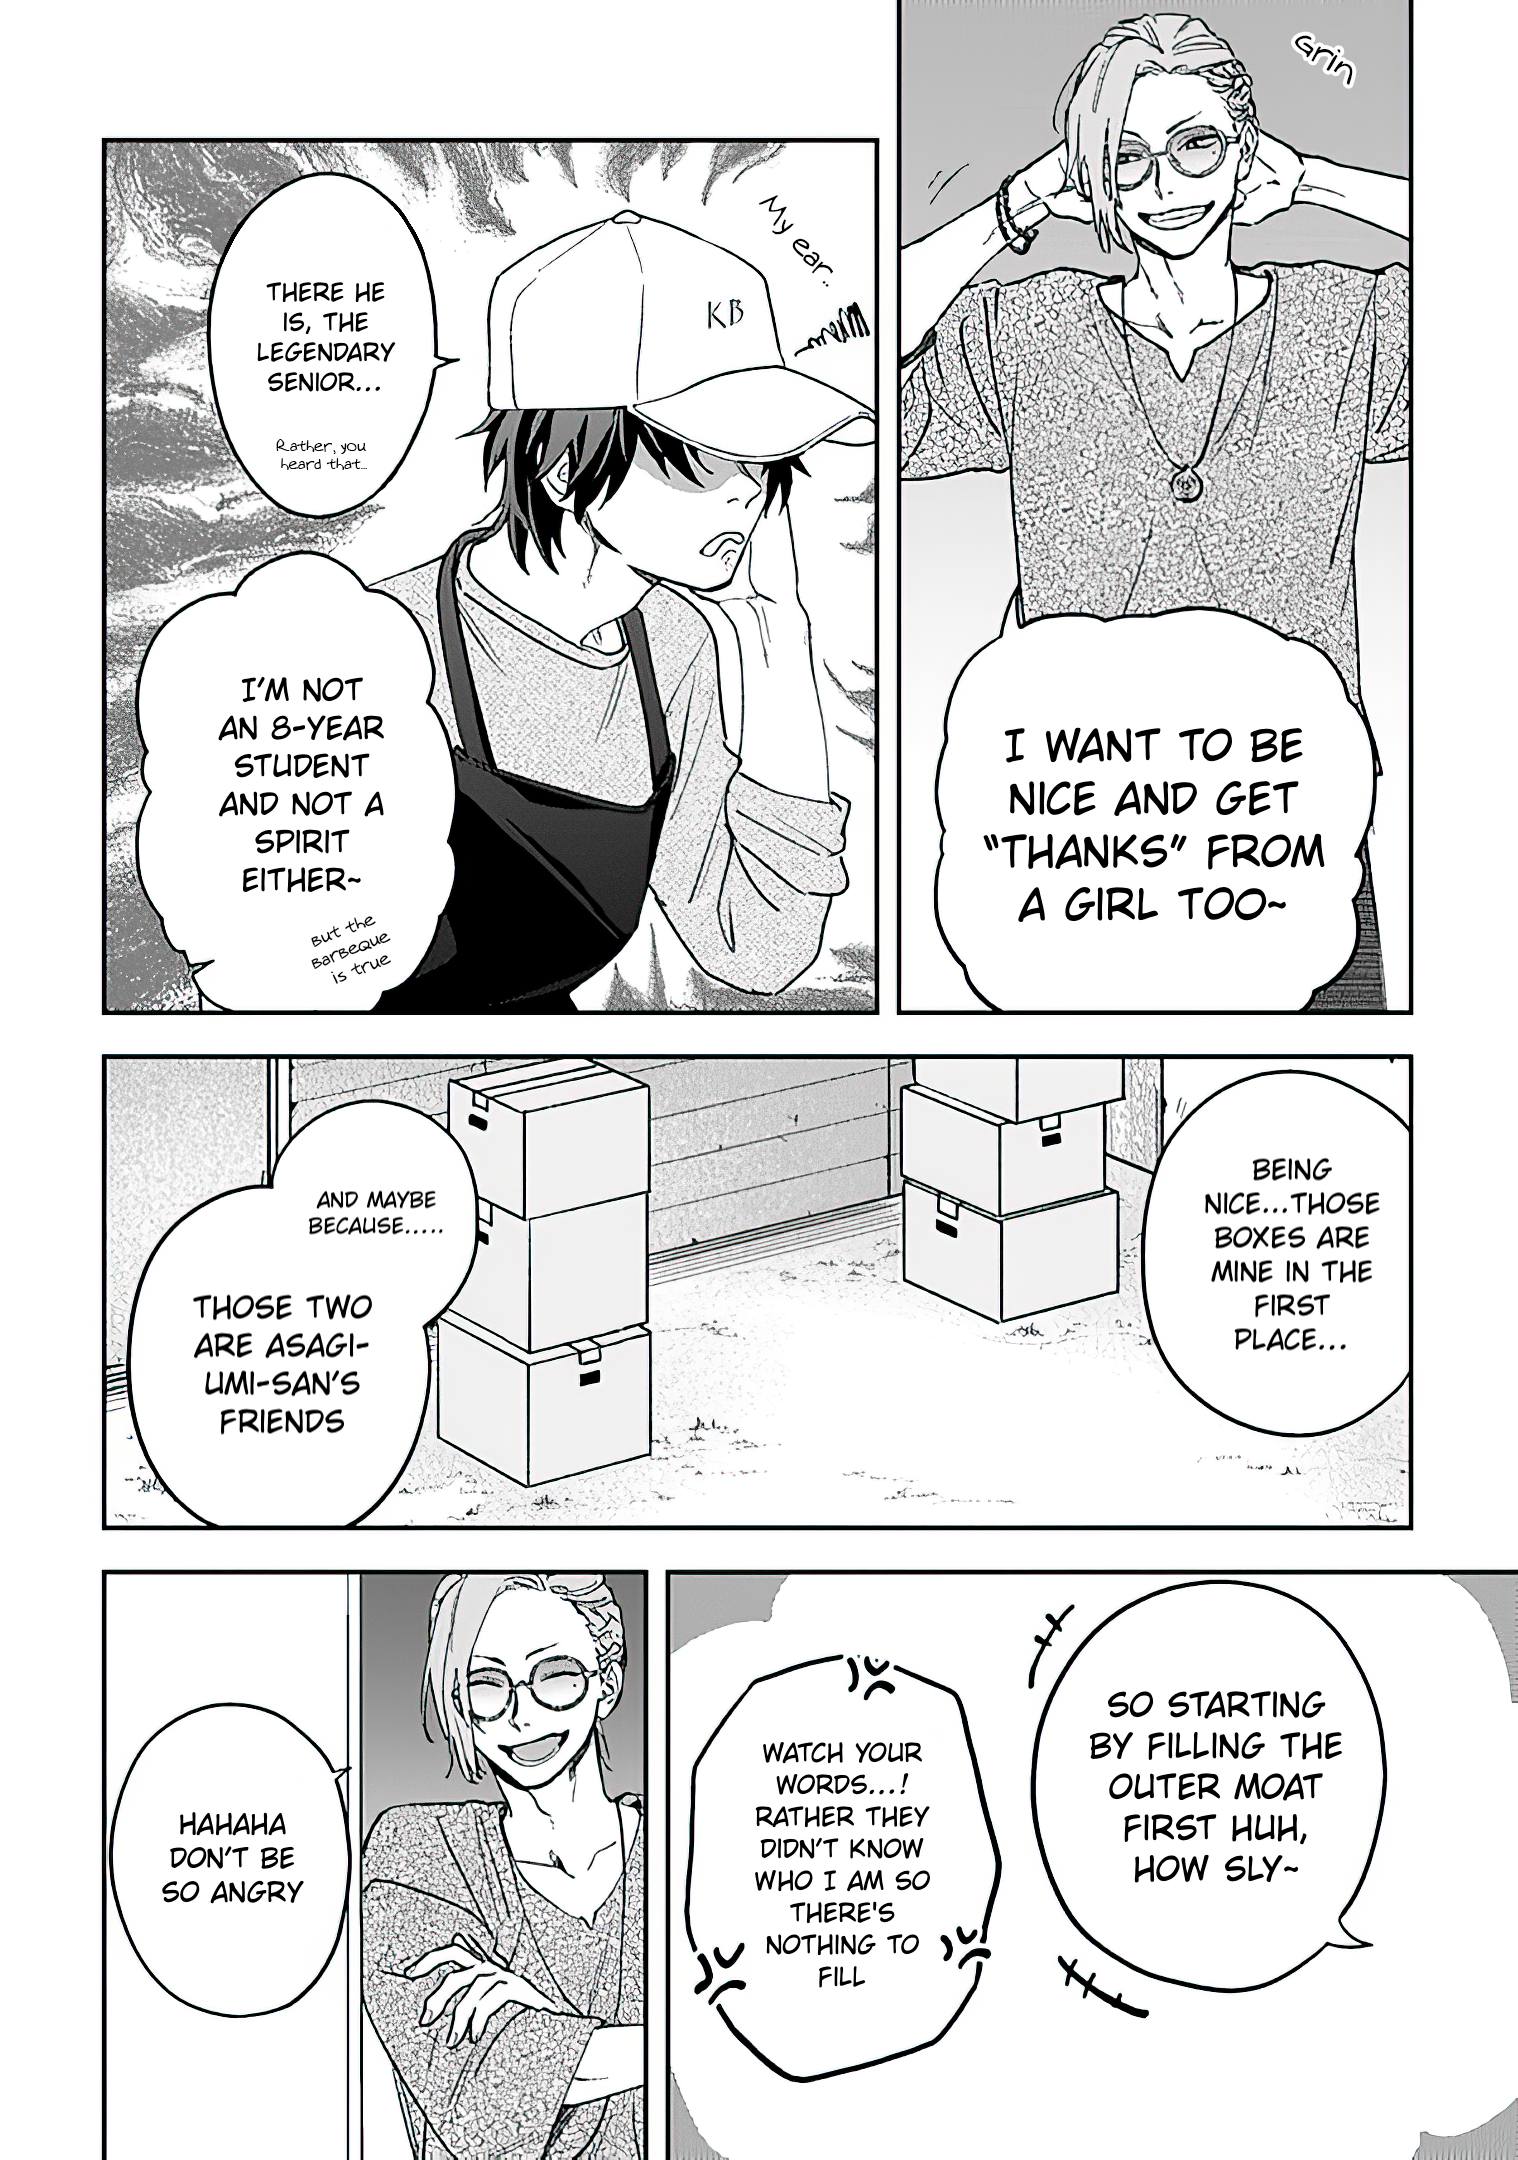 Grin
I WANT TO BE
NICE AND GET
"THANKS" FROM
A GIRL TOO~
My ear..
KB
THERE HE
IS, THE
LEGENDARY
SENIOR...
Rather, you
heard that...
I'M NOT
AN 8-YEAR
STUDENT
AND NOT A
SPIRIT
EITHER~
But the
Barbeque
is true
BEING
NICE...THOSE
BOXES ARE
MINE IN THE
FIRST
PLACE...
AND MAYBE
BECAUSE.....
THOSE TWO
ARE ASAGI-
UMI-SAN'S
FRIENDS
SO STARTING
BY FILLING THE
OUTER MOAT
FIRST HUH,
HOW SLY~
WATCH YOUR
WORDS...!
RATHER THEY
DIDN'T KNOW
WHO I AM SO
THERE'S
NOTHING TO
FILL
HAHAHA
DON'T BE
SO ANGRY